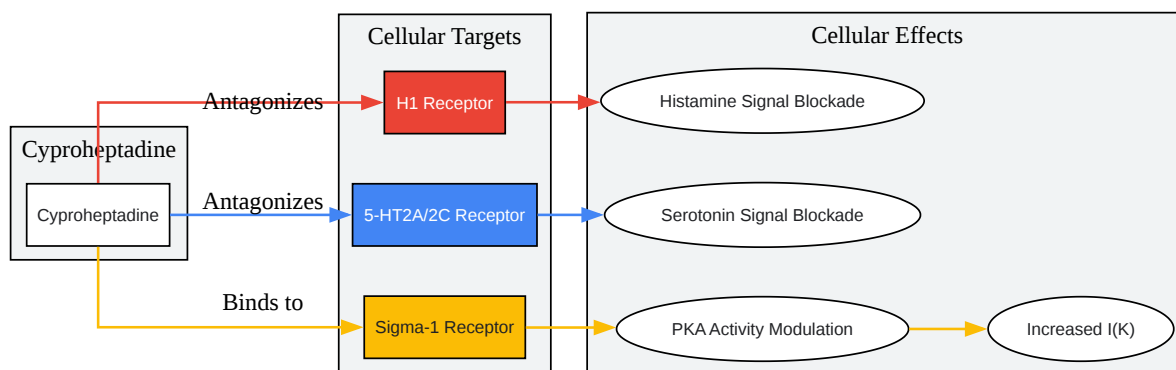 Cellular Targets
Cellular Effects
Antagonizes
H1 Receptor
Histamine Signal Blockade
Cyproheptadine
Cyproheptadine
Antagonizes
5-HT2A/2C Receptor
Serotonin Signal Blockade
Binds to
Sigma-1 Receptor
PKA Activity Modulation
Increased I(K)